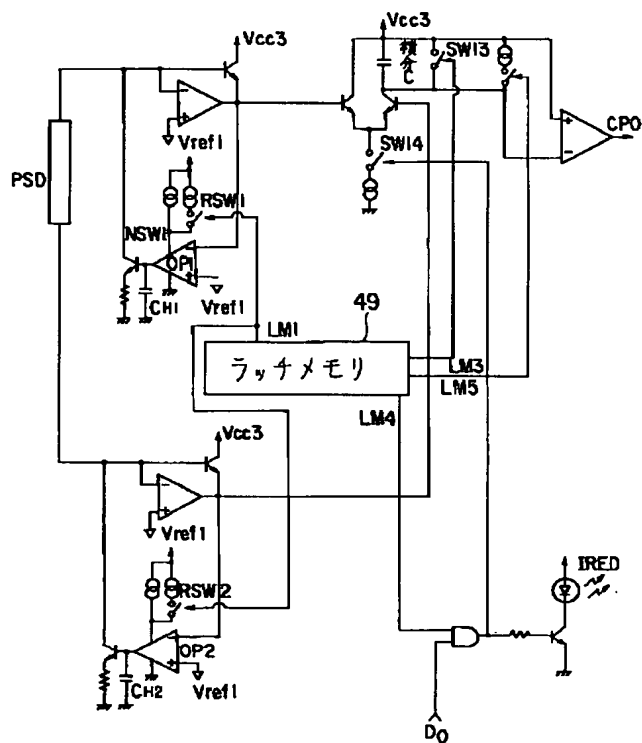 Vcc3
Vcc3
積分C
SW13
CPO
Vref1
SW14
PSD
RSW1
NSW1
OP1
CH1
Vref1
49
LM1
ラッチメモリ
LM3
LM5
LM4
Vcc3
Vref1
IRED
RSW2
OP2
CH2
Vref1
D0